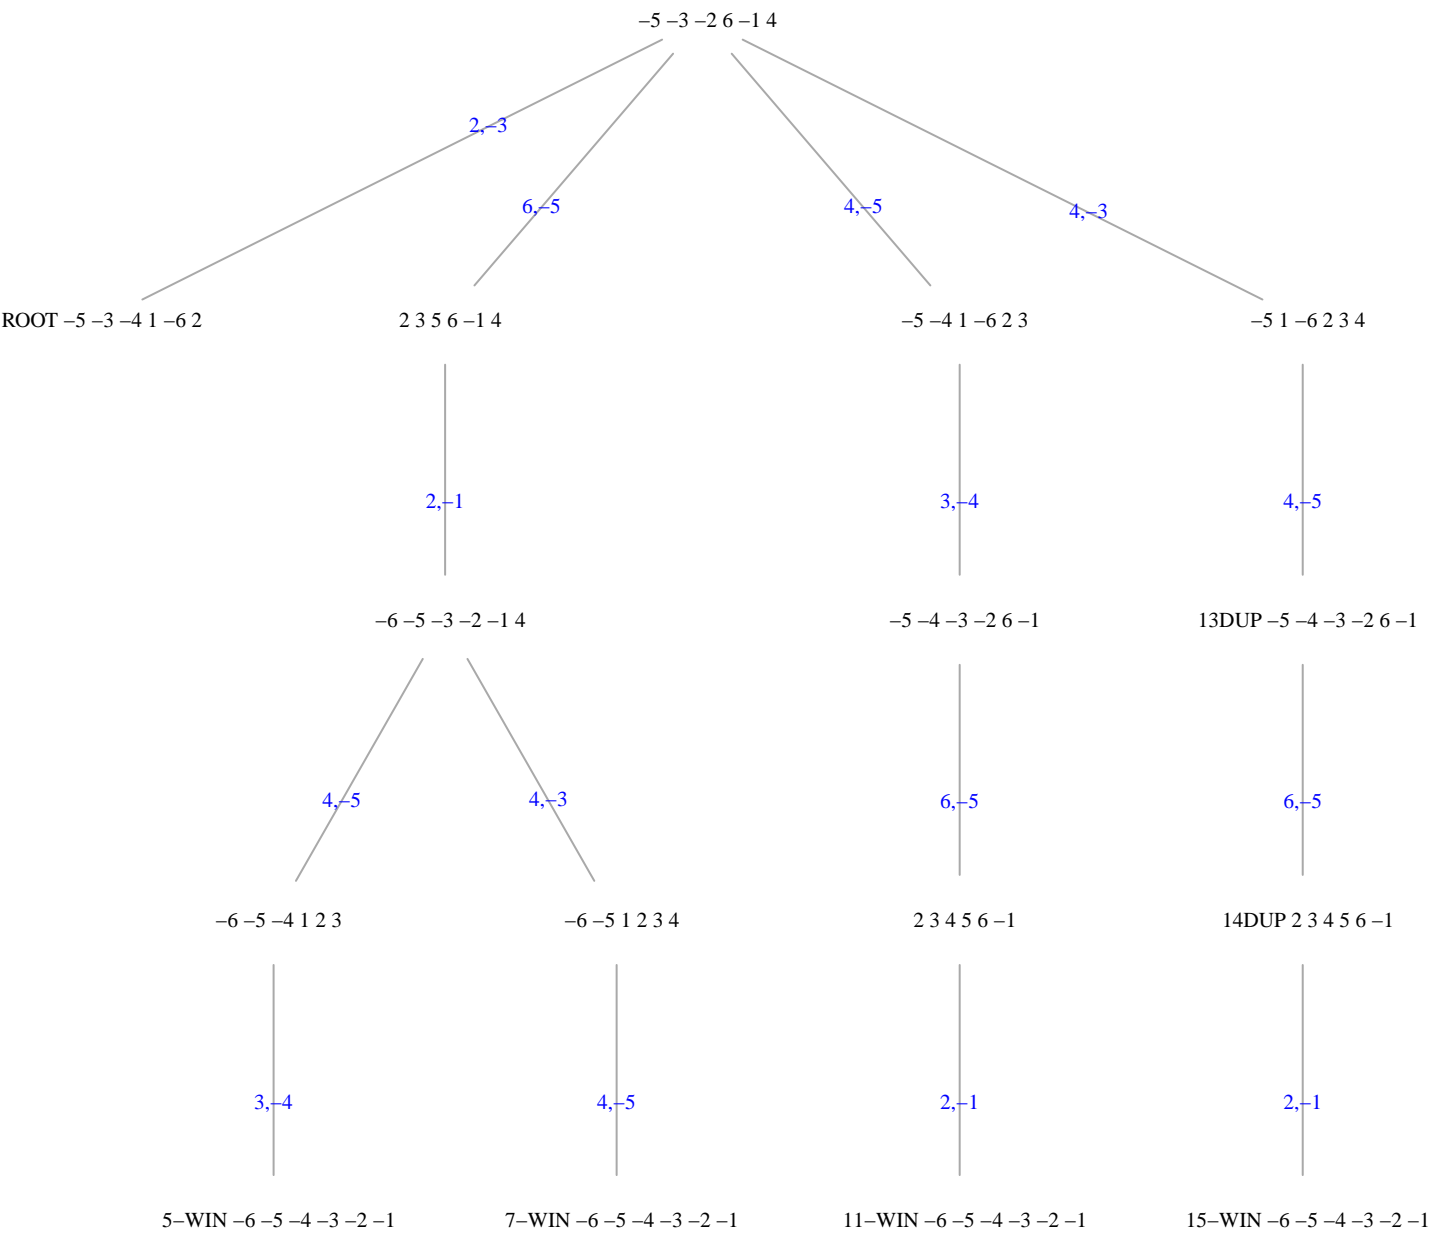 −5 −3 −2 6 −1 4
2,−3
6,−5
4,−5
4,−3
ROOT −5 −3 −4 1 −6 2
2 3 5 6 −1 4
−5 −4 1 −6 2 3
−5 1 −6 2 3 4
2,−1
3,−4
4,−5
−6 −5 −3 −2 −1 4
−5 −4 −3 −2 6 −1
13DUP −5 −4 −3 −2 6 −1
4,−5
4,−3
6,−5
6,−5
−6 −5 −4 1 2 3
−6 −5 1 2 3 4
2 3 4 5 6 −1
14DUP 2 3 4 5 6 −1
3,−4
4,−5
2,−1
2,−1
5−WIN −6 −5 −4 −3 −2 −1
7−WIN −6 −5 −4 −3 −2 −1
11−WIN −6 −5 −4 −3 −2 −1
15−WIN −6 −5 −4 −3 −2 −1